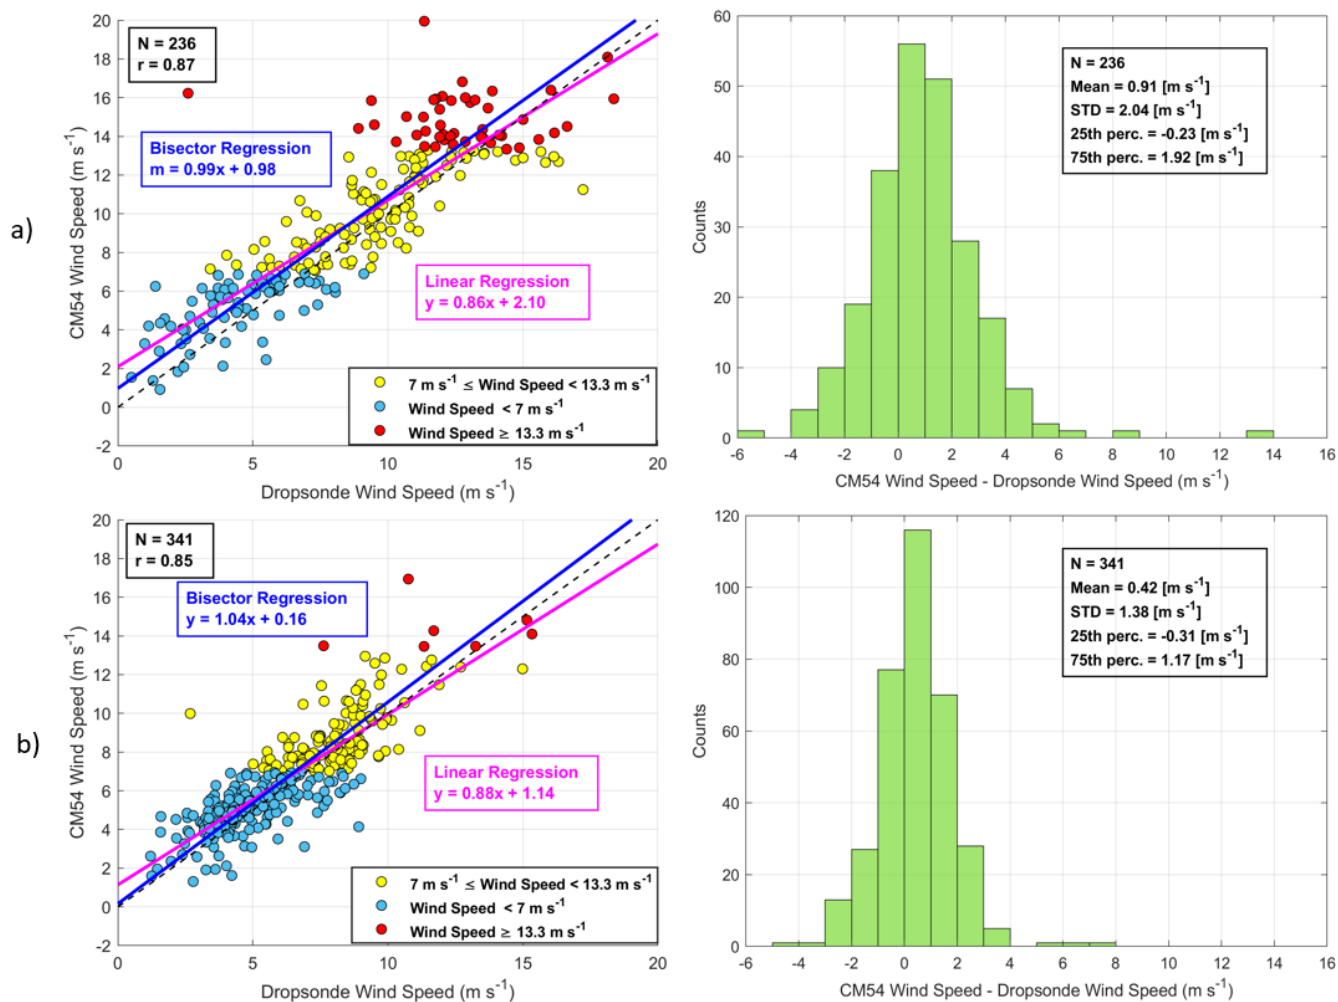 a)
N = 236
r = 0.87
Bisector Regression
m = 0.99x + 0.98
Linear Regression
y = 0.86x + 2.10
7 m s⁻¹ ≤ Wind Speed < 13.3 m s⁻¹
Wind Speed < 7 m s⁻¹
Wind Speed ≥ 13.3 m s⁻¹
CM54 Wind Speed (m s⁻¹)
20
18
16
14
12
10
8
6
4
2
0
-2
0 5 10 15 20
Dropsonde Wind Speed (m s⁻¹)
N = 236
Mean = 0.91 [m s⁻¹]
STD = 2.04 [m s⁻¹]
25th perc. = -0.23 [m s⁻¹]
75th perc. = 1.92 [m s⁻¹]
Counts
60
50
40
30
20
10
0
-6 -4 -2 0 2 4 6 8 10 12 14 16
CM54 Wind Speed - Dropsonde Wind Speed (m s⁻¹)
b)
N = 341
r = 0.85
Bisector Regression
y = 1.04x + 0.16
Linear Regression
y = 0.88x + 1.14
7 m s⁻¹ ≤ Wind Speed < 13.3 m s⁻¹
Wind Speed < 7 m s⁻¹
Wind Speed ≥ 13.3 m s⁻¹
CM54 Wind Speed (m s⁻¹)
20
18
16
14
12
10
8
6
4
2
0
-2
0 5 10 15 20
Dropsonde Wind Speed (m s⁻¹)
N = 341
Mean = 0.42 [m s⁻¹]
STD = 1.38 [m s⁻¹]
25th perc. = -0.31 [m s⁻¹]
75th perc. = 1.17 [m s⁻¹]
Counts
120
100
80
60
40
20
0
-6 -4 -2 0 2 4 6 8 10 12 14 16
CM54 Wind Speed - Dropsonde Wind Speed (m s⁻¹)